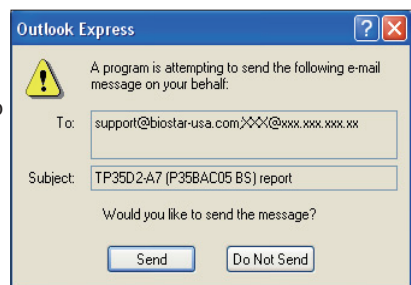 Outlook Express
A program is attempting to send the following e-mail
message on your behalf:
To: support@biostar-usa.com;XXX@xxx.xxx.xxx.xx
Subject: TP35D2-A7 (P35BAC05 BS) report
Would you like to send the message?
Send Do Not Send